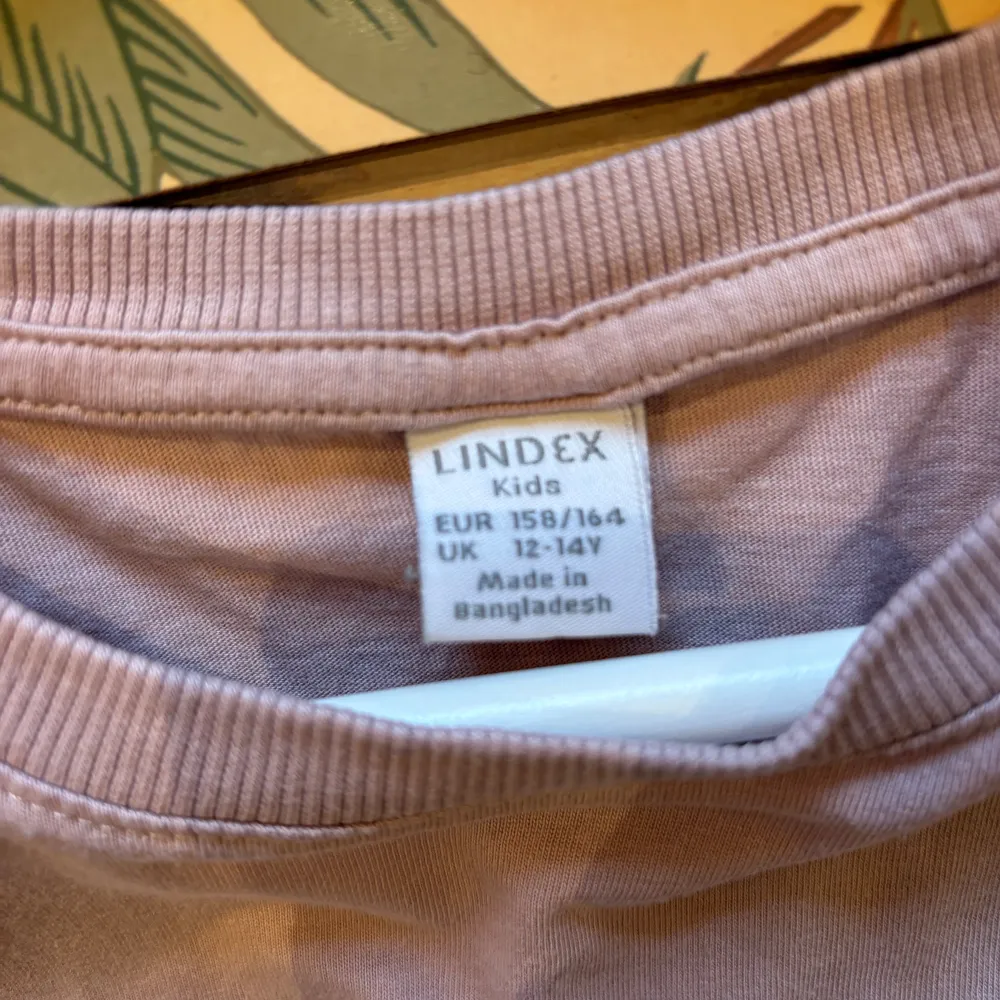 LINDEX
Kids
EUR 158/164
UK 12-14Y
Made in
Bangladesh